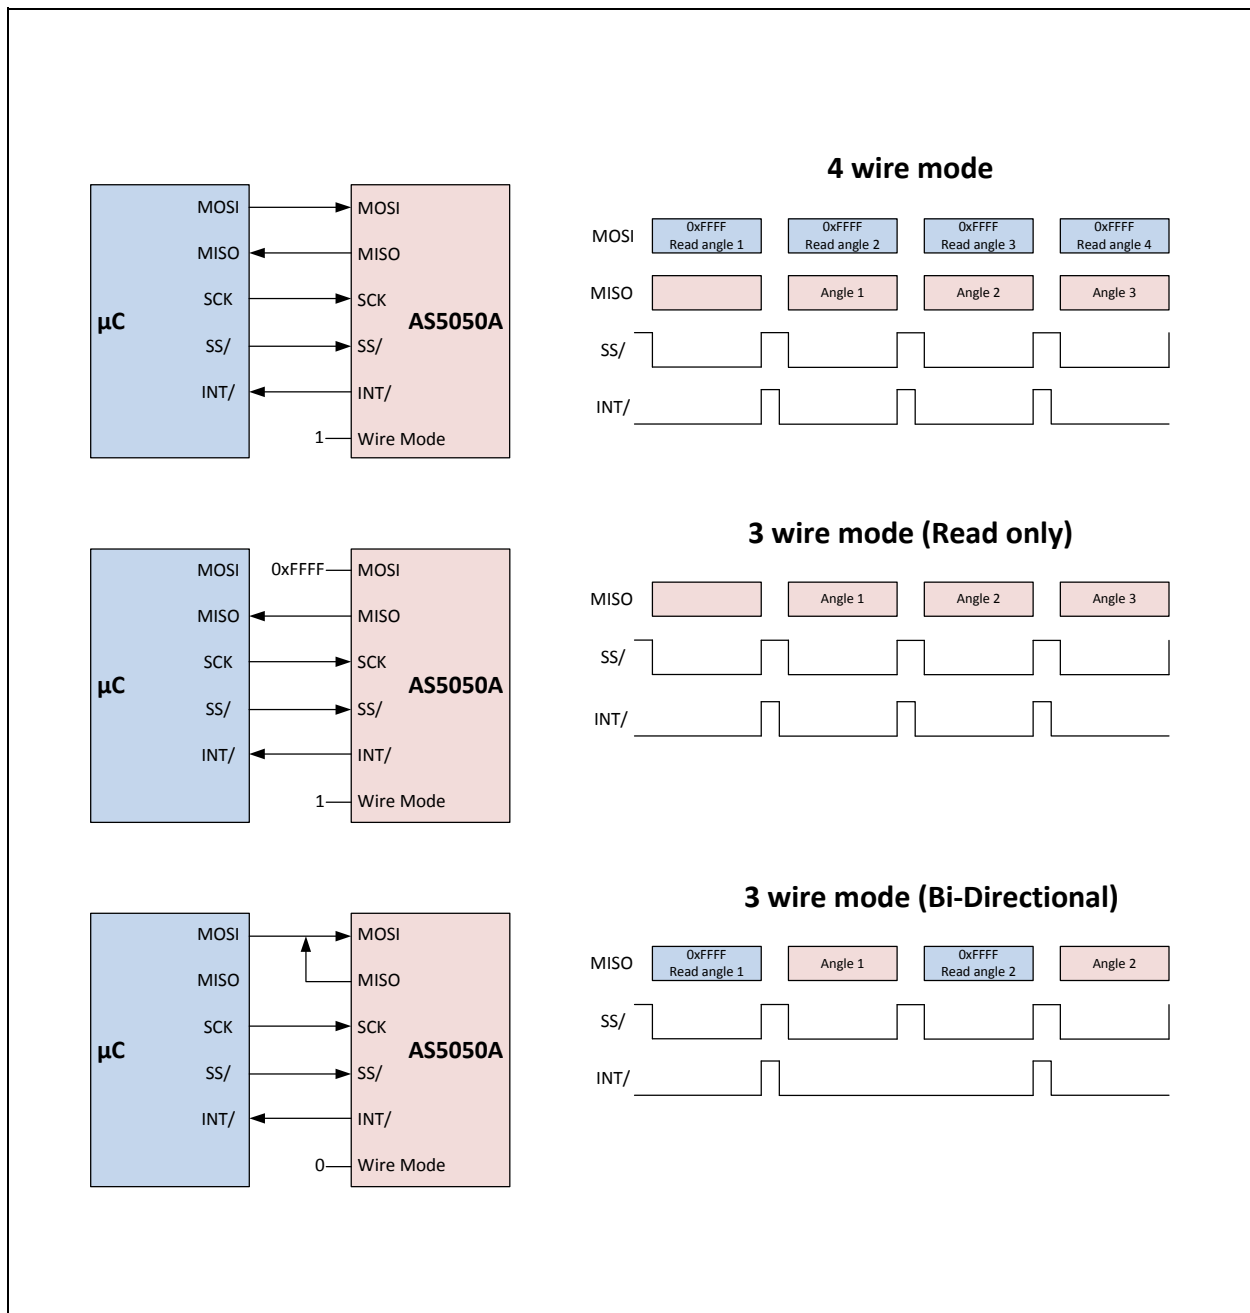 4 wire mode
MOSI
MISO
SCK
SS/
INT/
µC
MOSI
MISO
SCK
SS/
INT/
1
Wire Mode
AS5050A
MOSI
0xFFFF
Read angle 1
0xFFFF
Read angle 2
0xFFFF
Read angle 3
0xFFFF
Read angle 4
MISO
Angle 1
Angle 2
Angle 3
SS/
INT/
3 wire mode (Read only)
MOSI
MISO
SCK
SS/
INT/
µC
0xFFFF
MOSI
MISO
SCK
SS/
INT/
1
Wire Mode
AS5050A
MISO
Angle 1
Angle 2
Angle 3
SS/
INT/
3 wire mode (Bi-Directional)
MOSI
MISO
SCK
SS/
INT/
µC
MOSI
MISO
SCK
SS/
INT/
0
Wire Mode
AS5050A
MISO
0xFFFF
Read angle 1
Angle 1
0xFFFF
Read angle 2
Angle 2
SS/
INT/